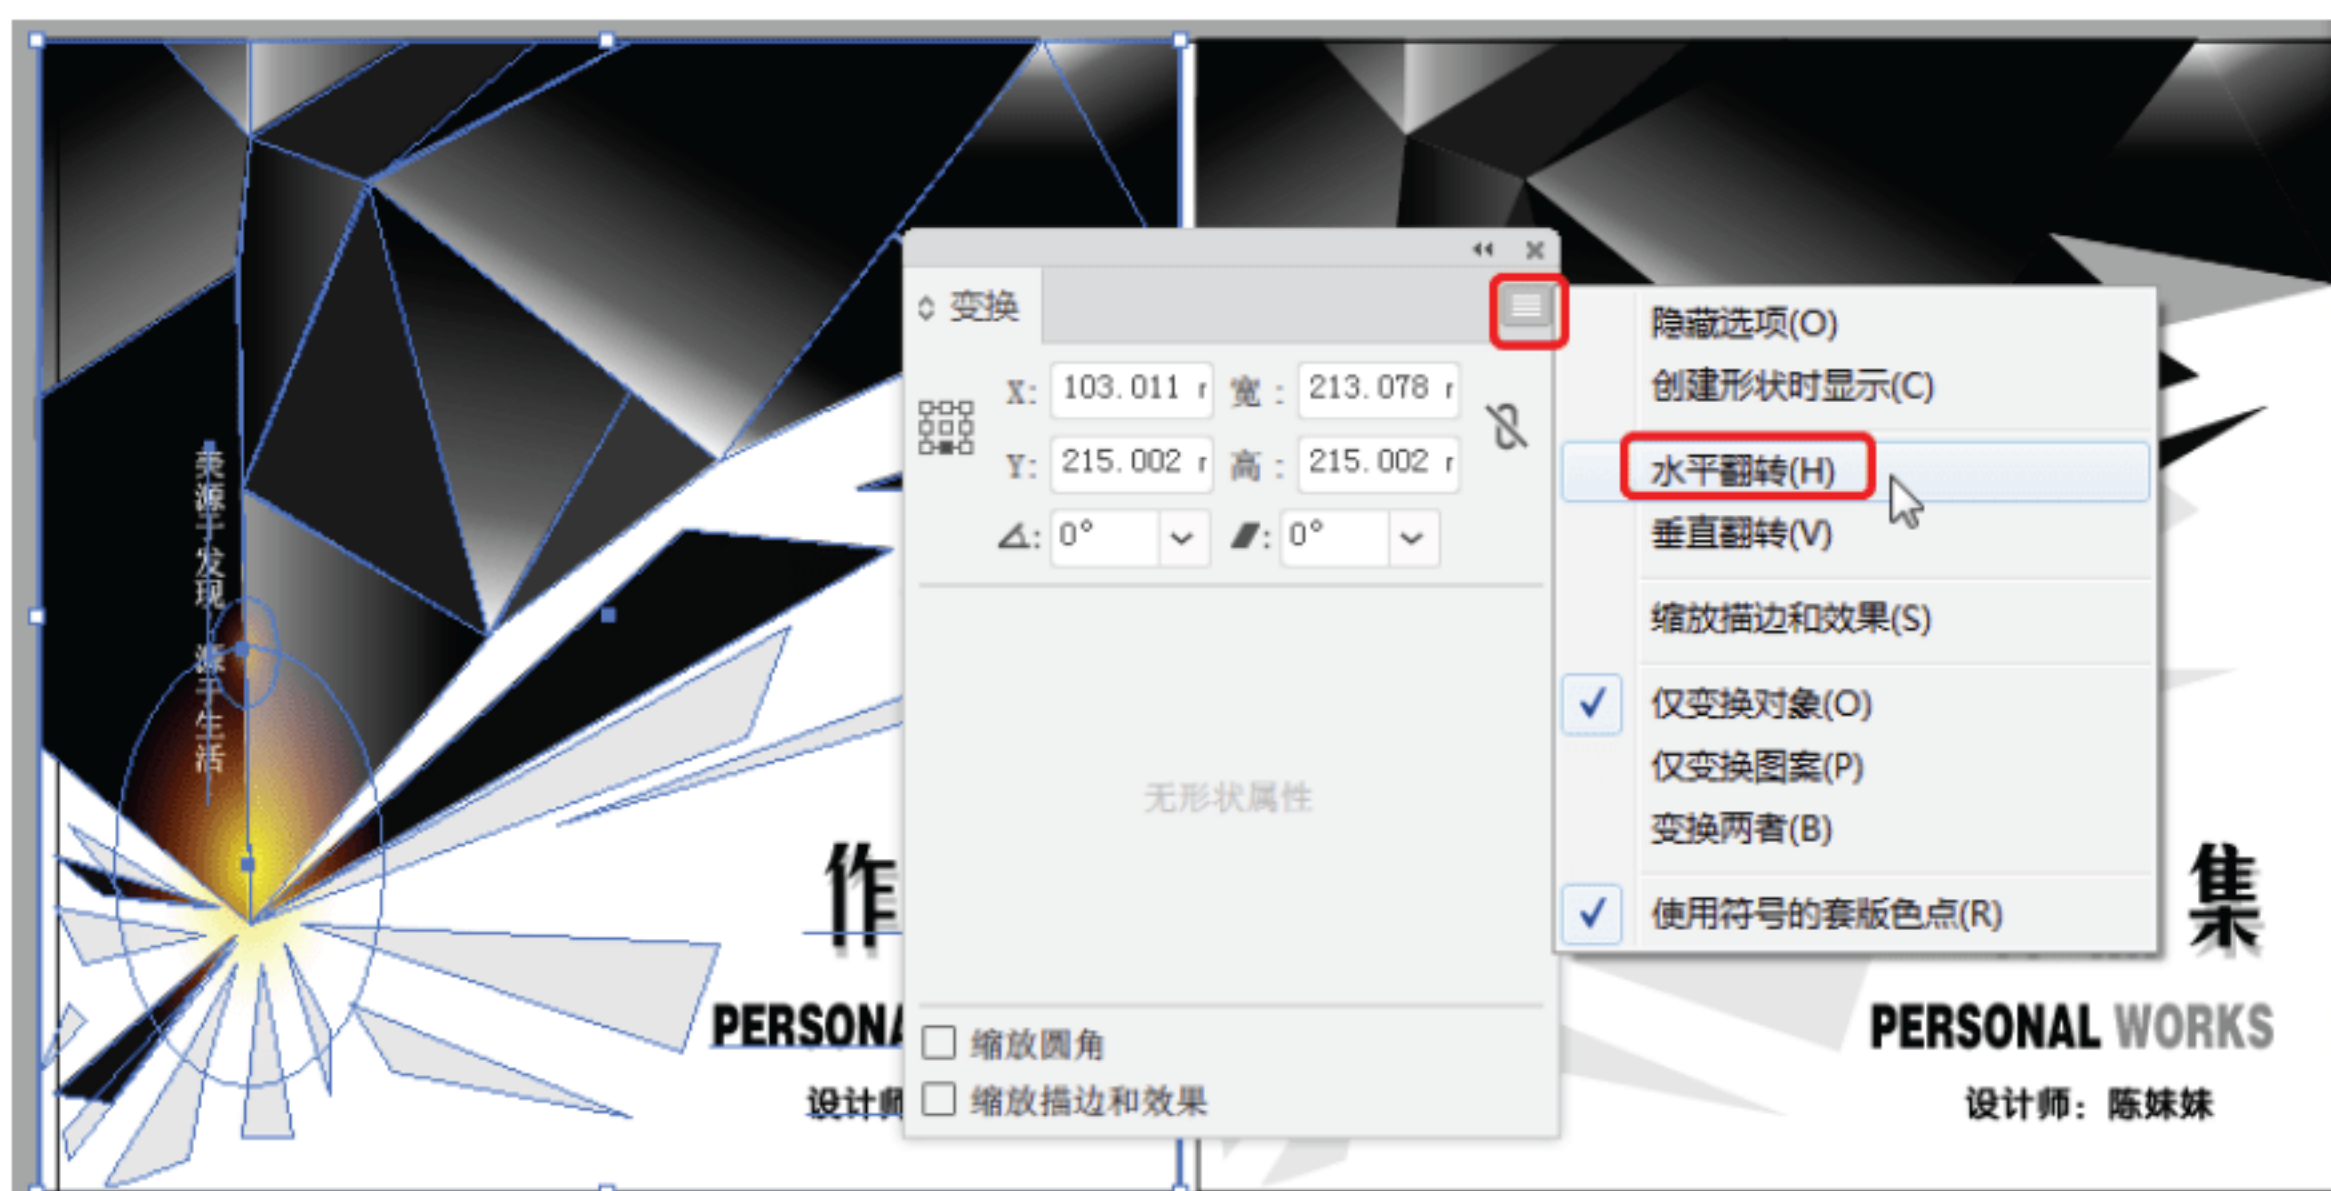 美源于发现 源于生活
变换
X: 103.011 r 宽: 213.078 r
Y: 215.002 r 高: 215.002 r
0° 0°
无形状属性
缩放圆角
缩放描边和效果
隐藏选项(O)
创建形状时显示(C)
水平翻转(H)
垂直翻转(V)
缩放描边和效果(S)
仅变换对象(O)
仅变换图案(P)
变换两者(B)
使用符号的套版色点(R)
作
PERSONA
设计师
集
PERSONAL WORKS
设计师：陈妹妹